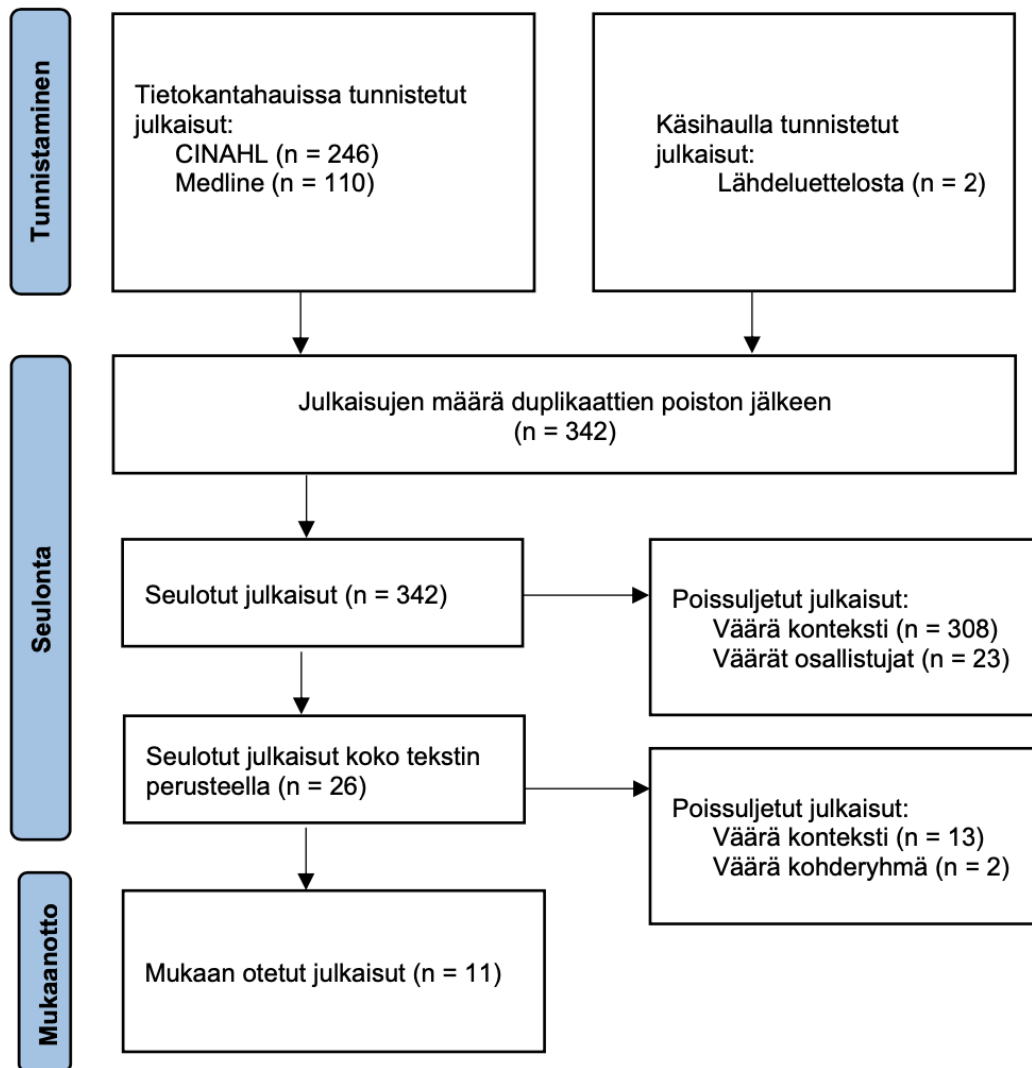 Tunnistaminen
Tietokantahauissa tunnistetut
julkaisut:
CINAHL (n = 246)
Medline (n = 110)
Käsihaulla tunnistetut
julkaisut:
Lähdeluettelosta (n = 2)
Seulonta
Julkaisujen määrä duplikaattien poiston jälkeen
(n = 342)
Seulotut julkaisut (n = 342)
Poissuljetut julkaisut:
Väärä konteksti (n = 308)
Väärät osallistujat (n = 23)
Seulotut julkaisut koko tekstin
perusteella (n = 26)
Poissuljetut julkaisut:
Väärä konteksti (n = 13)
Väärä kohderyhmä (n = 2)
Mukaanotto
Mukaan otetut julkaisut (n = 11)